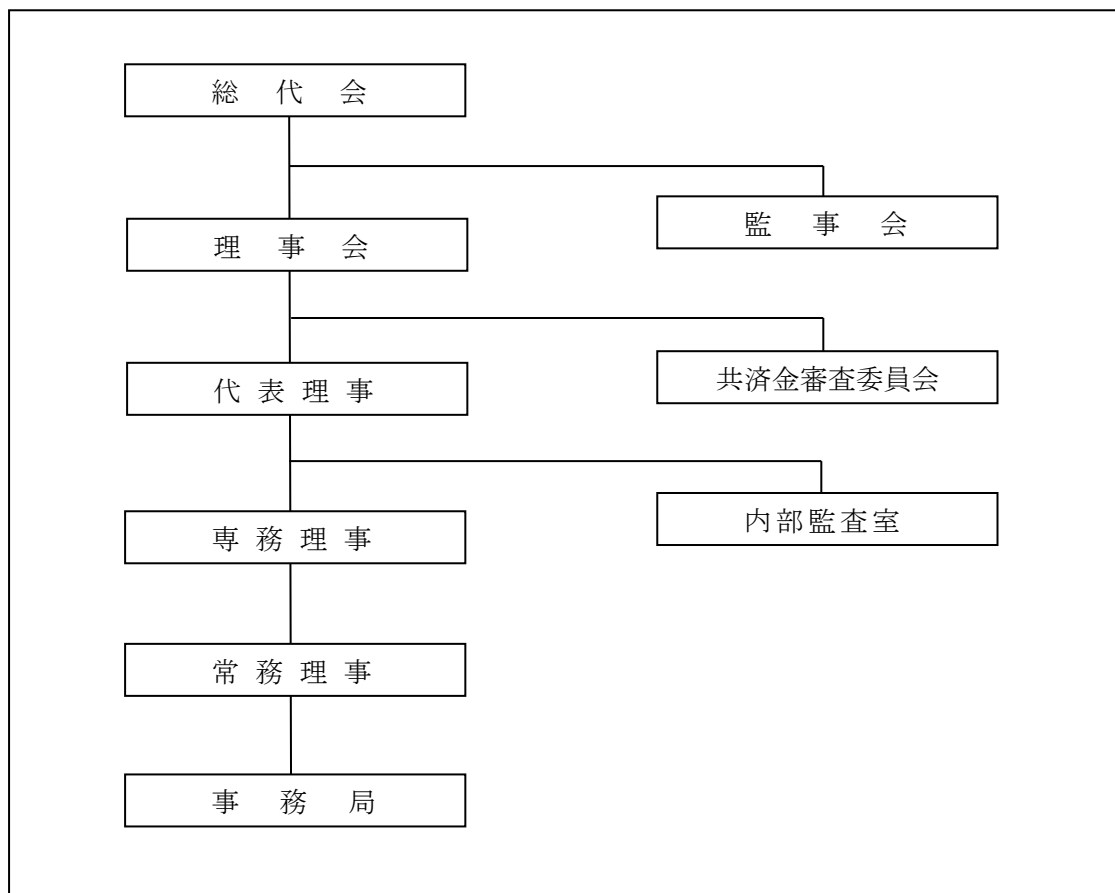 総代会
監事会
理事会
共済金審査委員会
代表理事
内部監査室
専務理事
常務理事
事務局